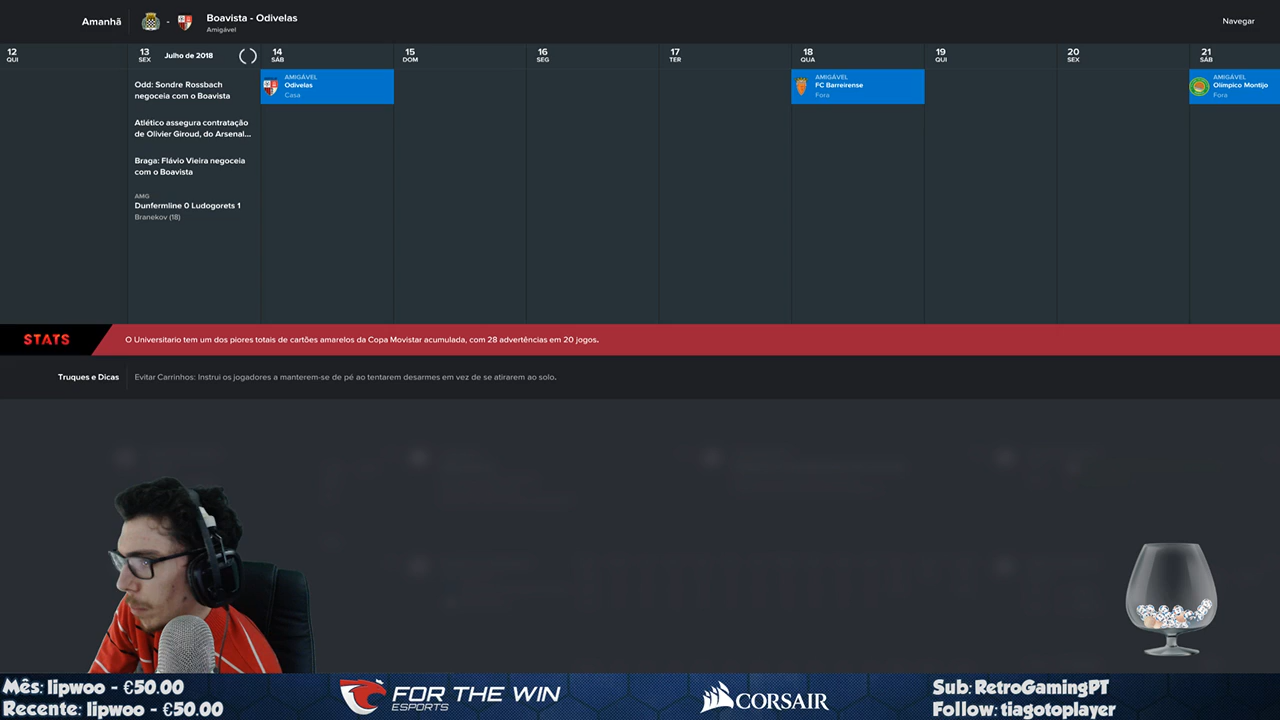 Amanhã
-
Boavista - Odivelas
Amigável
Navegar
12
QUI
13
SEX
Julho de 2018
14
SÁB
15
DOM
16
SEG
17
TER
18
QUA
19
QUI
20
SEX
21
SÁB
Odd: Sondre Rossbach
negoceia com o Boavista
Atlético assegura contratação
de Olivier Giroud, do Arsenal...
Braga: Flávio Vieira negoceia
com o Boavista
AMG
Dunfermline 0 Ludogorets 1
Branekov (18)
AMIGÁVEL
Odivelas
Casa
AMIGÁVEL
FC Barreirense
Fora
AMIGÁVEL
Olímpico Montijo
Fora
STATS
O Universitario tem um dos piores totais de cartões amarelos da Copa Movistar acumulada, com 28 advertências em 20 jogos.
Truques e Dicas
Evitar Carrinhos: Instrui os jogadores a manterem-se de pé ao tentarem desarmes em vez de se atirarem ao solo.
Mês: lipwoo - €50.00
Recente: lipwoo - €50.00
FOR THE WIN
ESPORTS
CORSAIR
Sub: RetroGamingPT
Follow: tiagotoplayer